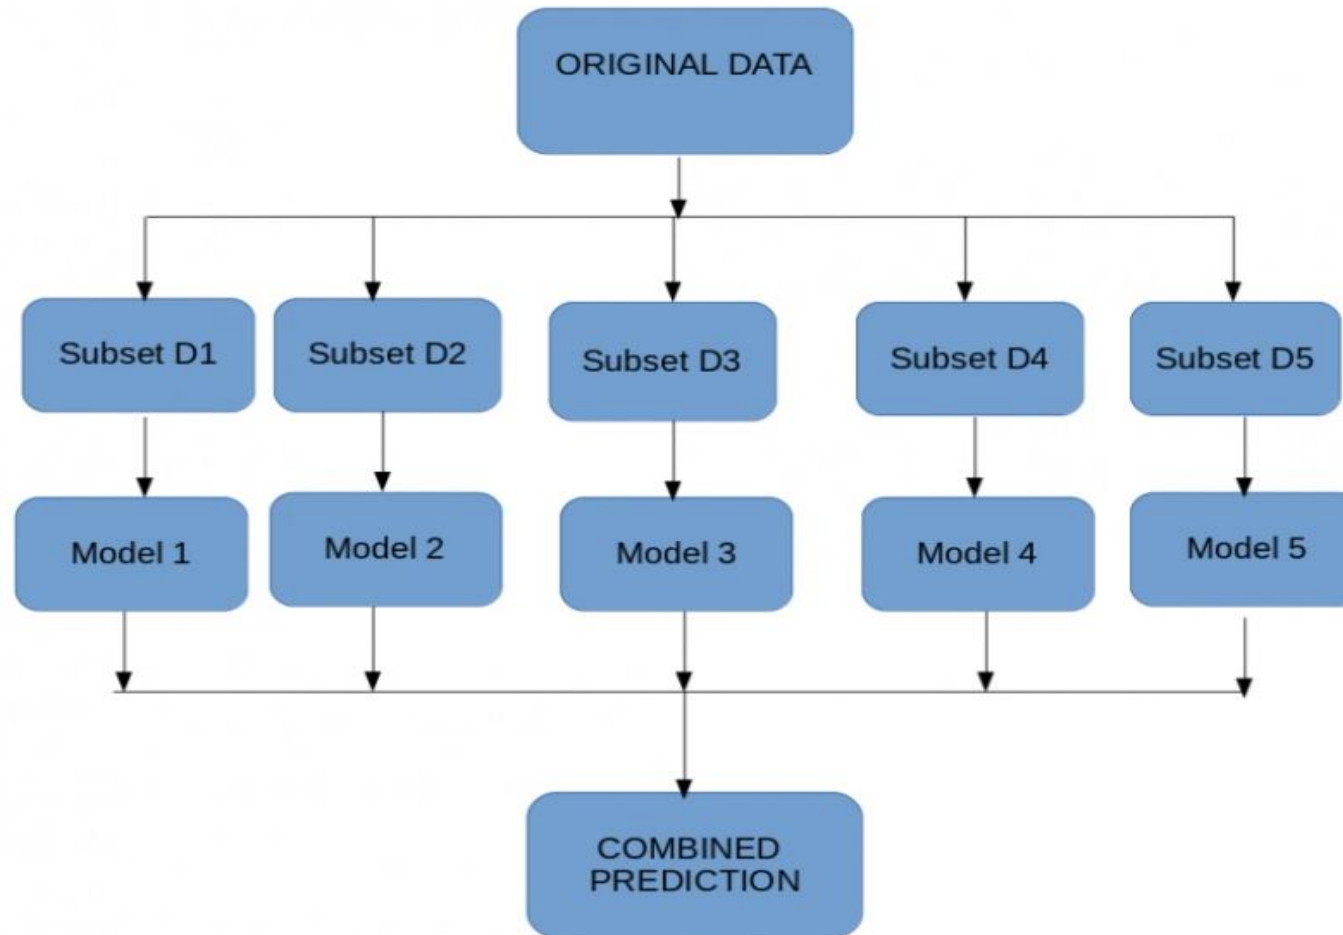 ORIGINAL DATA
Subset D1
Subset D2
Subset D3
Subset D4
Subset D5
Model 1
Model 2
Model 3
Model 4
Model 5
COMBINED
PREDICTION